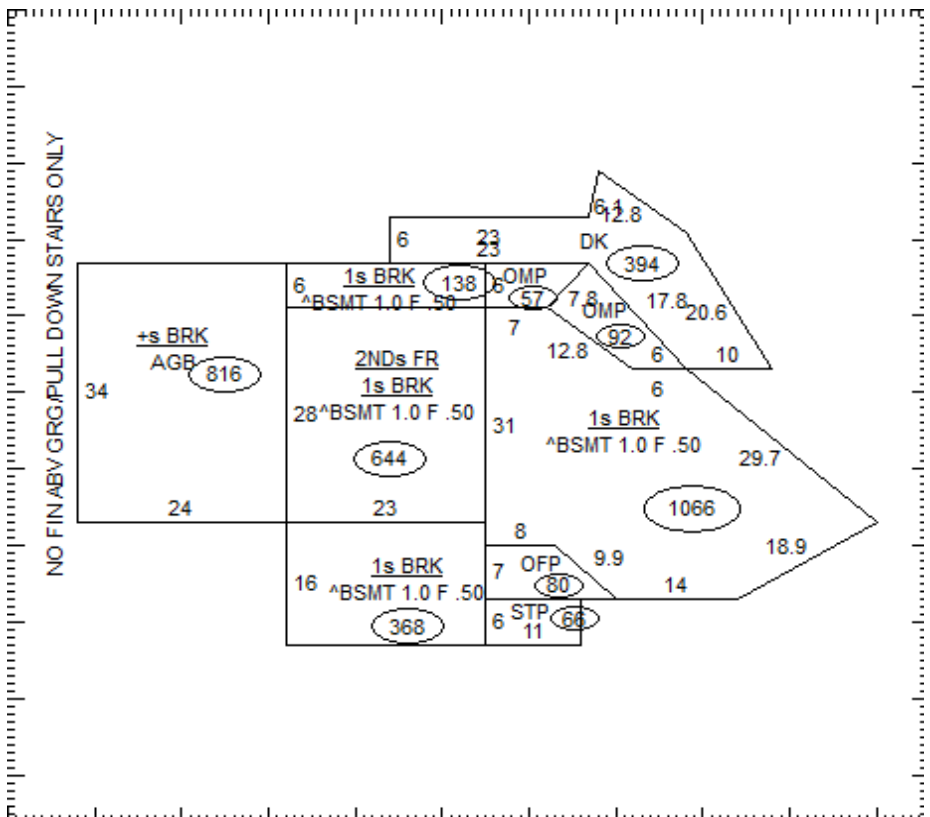 NO FIN ABV GRG/PULL DOWN STAIRS ONLY
6.1
12.8
6
23
23
DK
394
6
1s BRK
138
^BSMT 1.0 F .50
6
OMP
57
7.8
OMP
92
17.8
20.6
7
12.8
6
10
6
+s BRK
AGB
816
34
24
2NDs FR
1s BRK
28
^BSMT 1.0 F .50
644
23
31
1s BRK
^BSMT 1.0 F .50
29.7
1066
18.9
8
9.9
14
7
OFP
80
16
1s BRK
^BSMT 1.0 F .50
368
6
STP
66
11